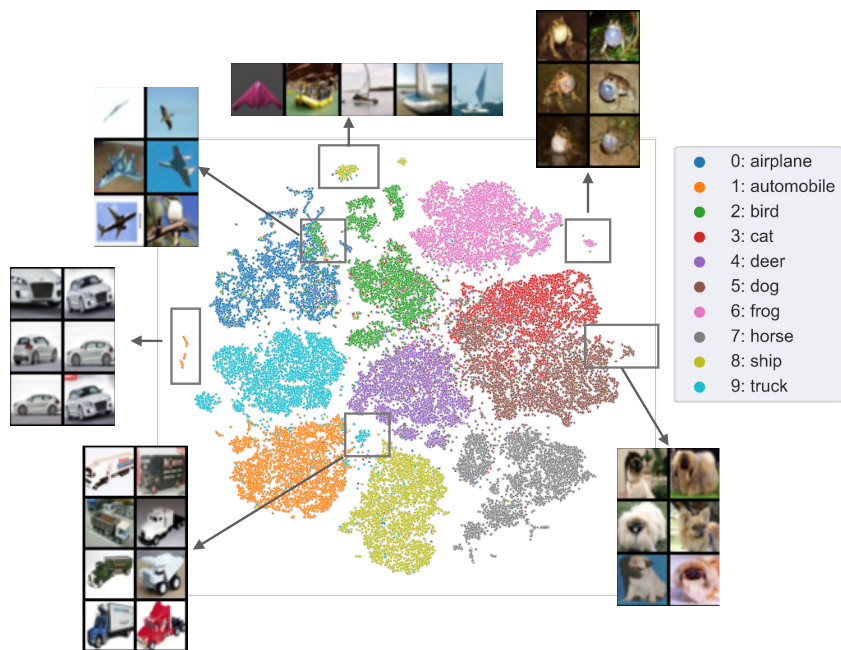 0: airplane
1: automobile
2: bird
3: cat
4: deer
5: dog
6: frog
7: horse
8: ship
9: truck